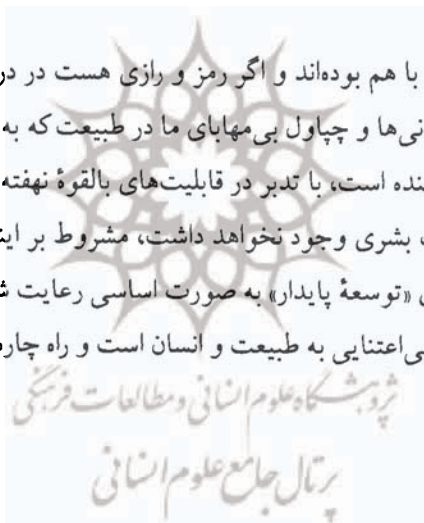 با هم بوده‌اند و اگر رمز و رازی هست در در
نی‌ها و چپاول بی‌مهابای ما در طبیعت که به
نده است، با تدبر در قابلیت‌های بالقوهٔ نهفته
بشری وجود نخواهد داشت، مشروط بر این
«توسعهٔ پایدار» به صورت اساسی رعایت ش
ی‌اعتنایی به طبیعت و انسان است و راه چاره
پژوهشگاه علوم انسانی و مطالعات فرهنگی
پرتال جامع علوم انسانی